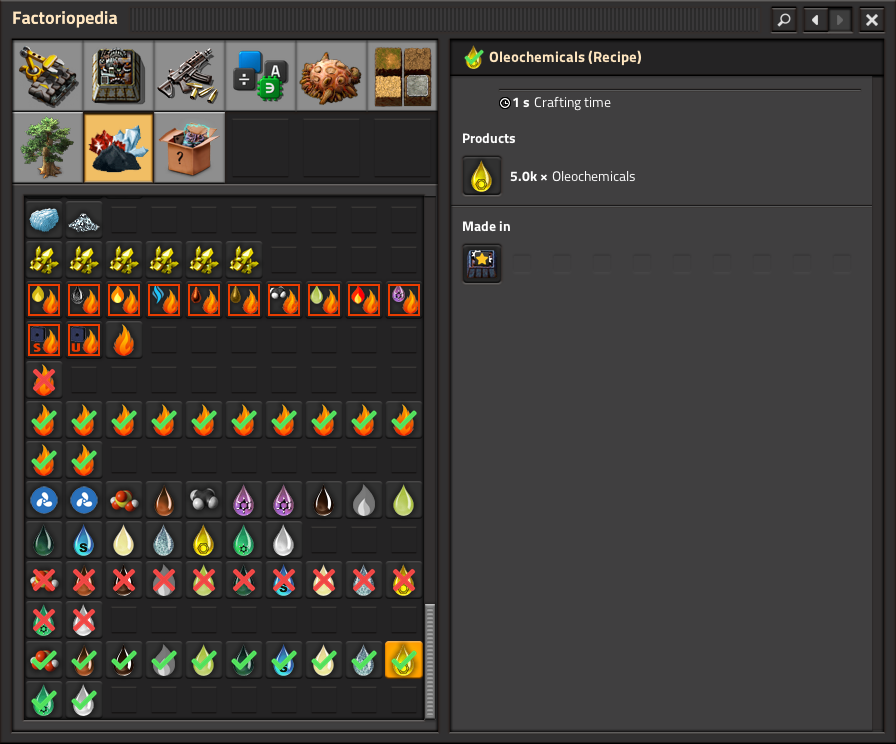 Factoriopedia
Oleochemicals (Recipe)
1 s Crafting time
Products
5.0k × Oleochemicals
Made in
A
?
S
U
S
S
S